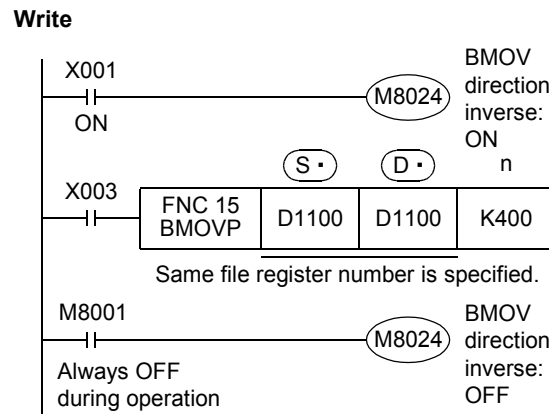 Write
X001
ON
M8024
BMOV
direction
inverse:
ON
S・
D・
n
X003
FNC 15
BMOVP
D1100
D1100
K400
Same file register number is specified.
M8001
Always OFF
during operation
M8024
BMOV
direction
inverse:
OFF